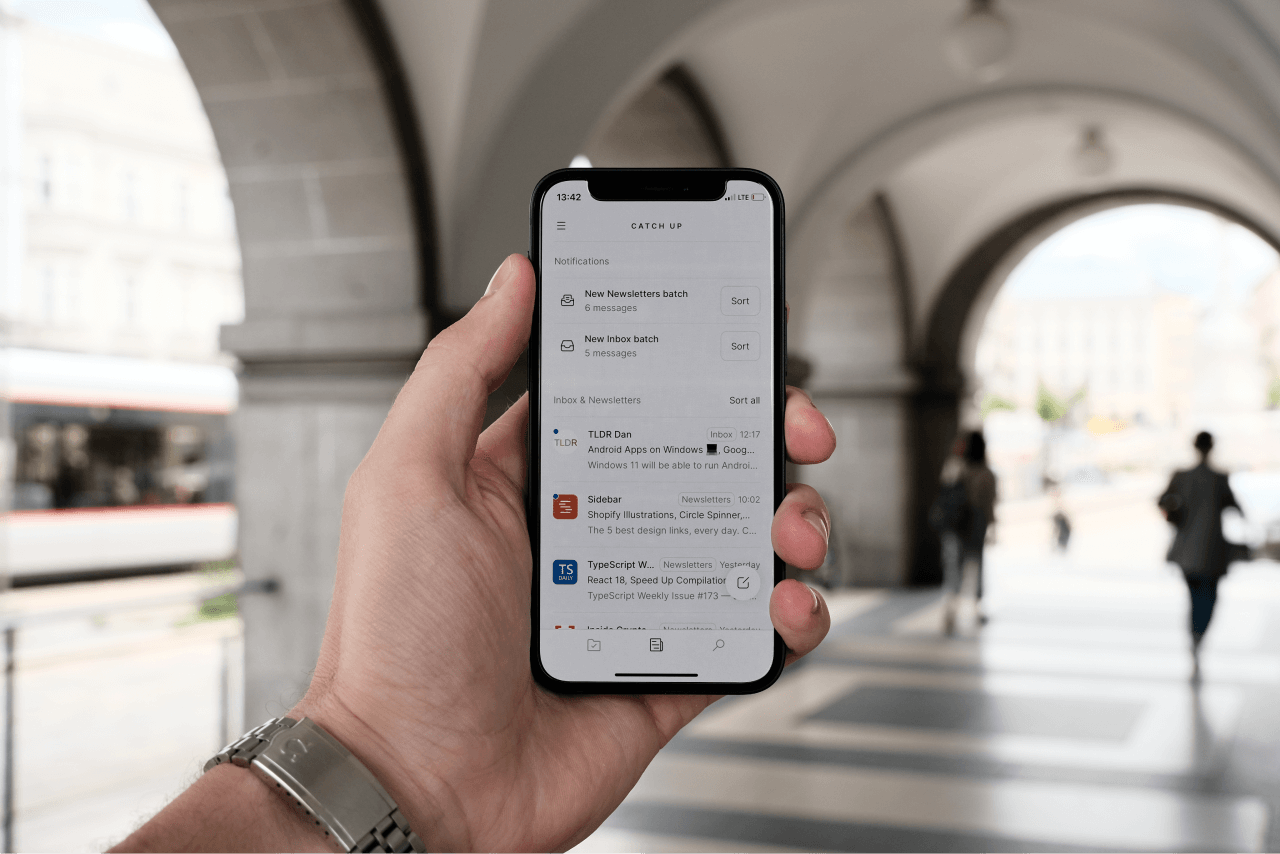 13:42
LTE
CATCH UP
Notifications
New Newsletters batch
6 messages
Sort
New Inbox batch
5 messages
Sort
Inbox & Newsletters
Sort all
TLDR
TLDR Dan
Inbox
12:17
Android Apps on Windows 💻, Goog...
Windows 11 will be able to run Androi...
Sidebar
Newsletters
10:02
Shopify Illustrations, Circle Spinner,...
The 5 best design links, every day. C...
TS
DAILY
TypeScript W...
Newsletters
Yesterday
React 18, Speed Up Compilation
TypeScript Weekly Issue #173 —
Inside Crypto
Newsletters
Yesterday